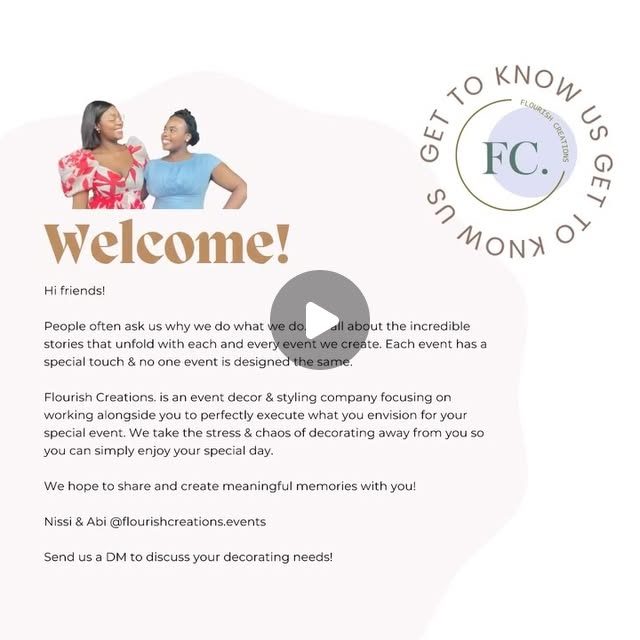 GET TO KNOW US GET TO KNOW US
FLOURISH CREATIONS
FC.
Welcome!
Hi friends!
People often ask us why we do what we do. all about the incredible
stories that unfold with each and every event we create. Each event has a
special touch & no one event is designed the same.
Flourish Creations. is an event decor & styling company focusing on
working alongside you to perfectly execute what you envision for your
special event. We take the stress & chaos of decorating away from you so
you can simply enjoy your special day.
We hope to share and create meaningful memories with you!
Nissi & Abi @flourishcreations.events
Send us a DM to discuss your decorating needs!